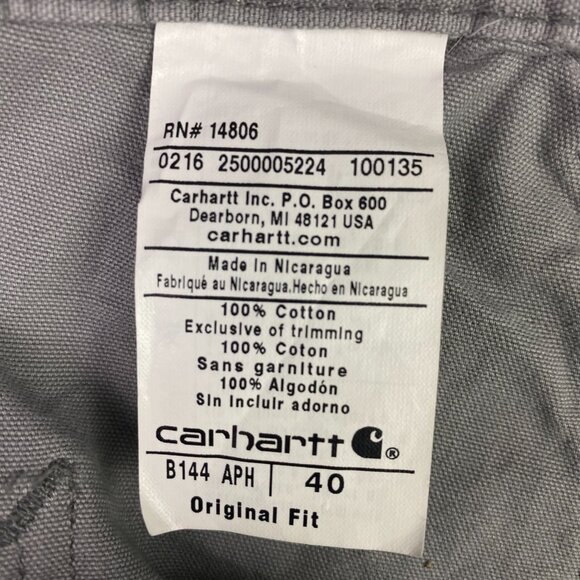 RN# 14806
0216 2500005224 100135
Carhartt Inc. P.O. Box 600
Dearborn, MI 48121 USA
carhartt.com
Made In Nicaragua
Fabriqué au Nicaragua.Hecho en Nicaragua
100% Cotton
Exclusive of trimming
100% Coton
Sans garniture
100% Algodón
Sin Incluir adorno
carhartt ®
B144 APH | 40
Original Fit